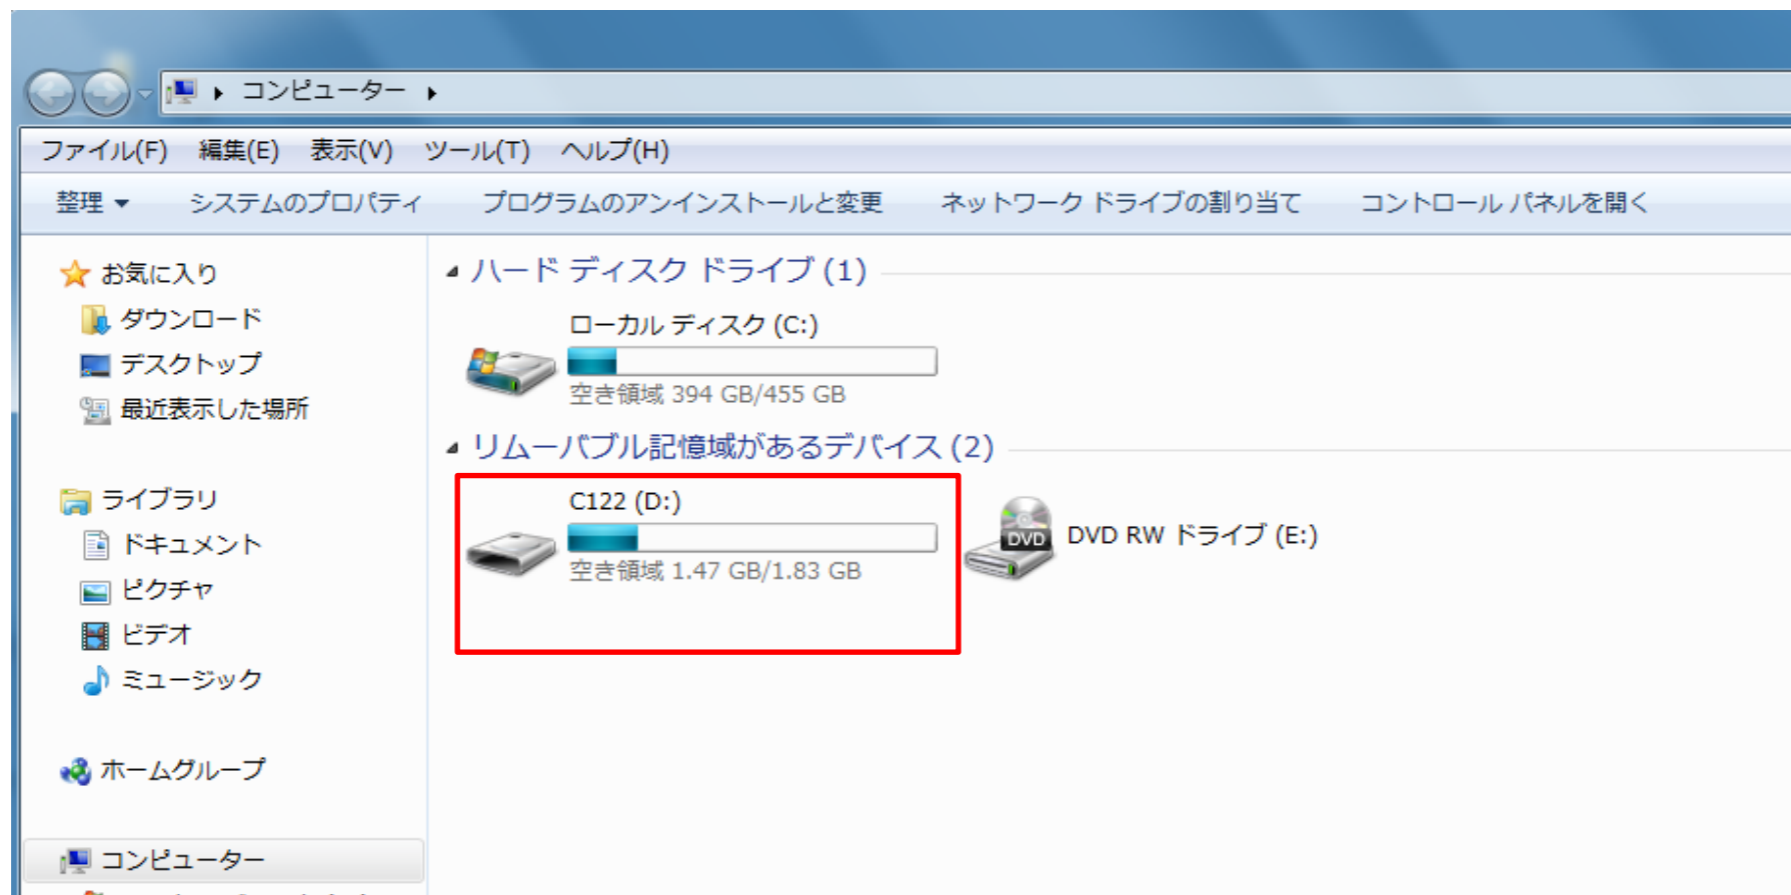 コンピューター
ファイル(F) 編集(E) 表示(V) ツール(T) ヘルプ(H)
整理 システムのプロパティ プログラムのアンインストールと変更 ネットワーク ドライブの割り当て コントロール パネルを開く
お気に入り
ダウンロード
デスクトップ
最近表示した場所
ライブラリ
ドキュメント
ピクチャ
ビデオ
ミュージック
ホームグループ
コンピューター
ハード ディスク ドライブ (1)
ローカル ディスク (C:)
空き領域 394 GB/455 GB
リムーバブル記憶域があるデバイス (2)
C122 (D:)
空き領域 1.47 GB/1.83 GB
DVD
DVD RW ドライブ (E:)